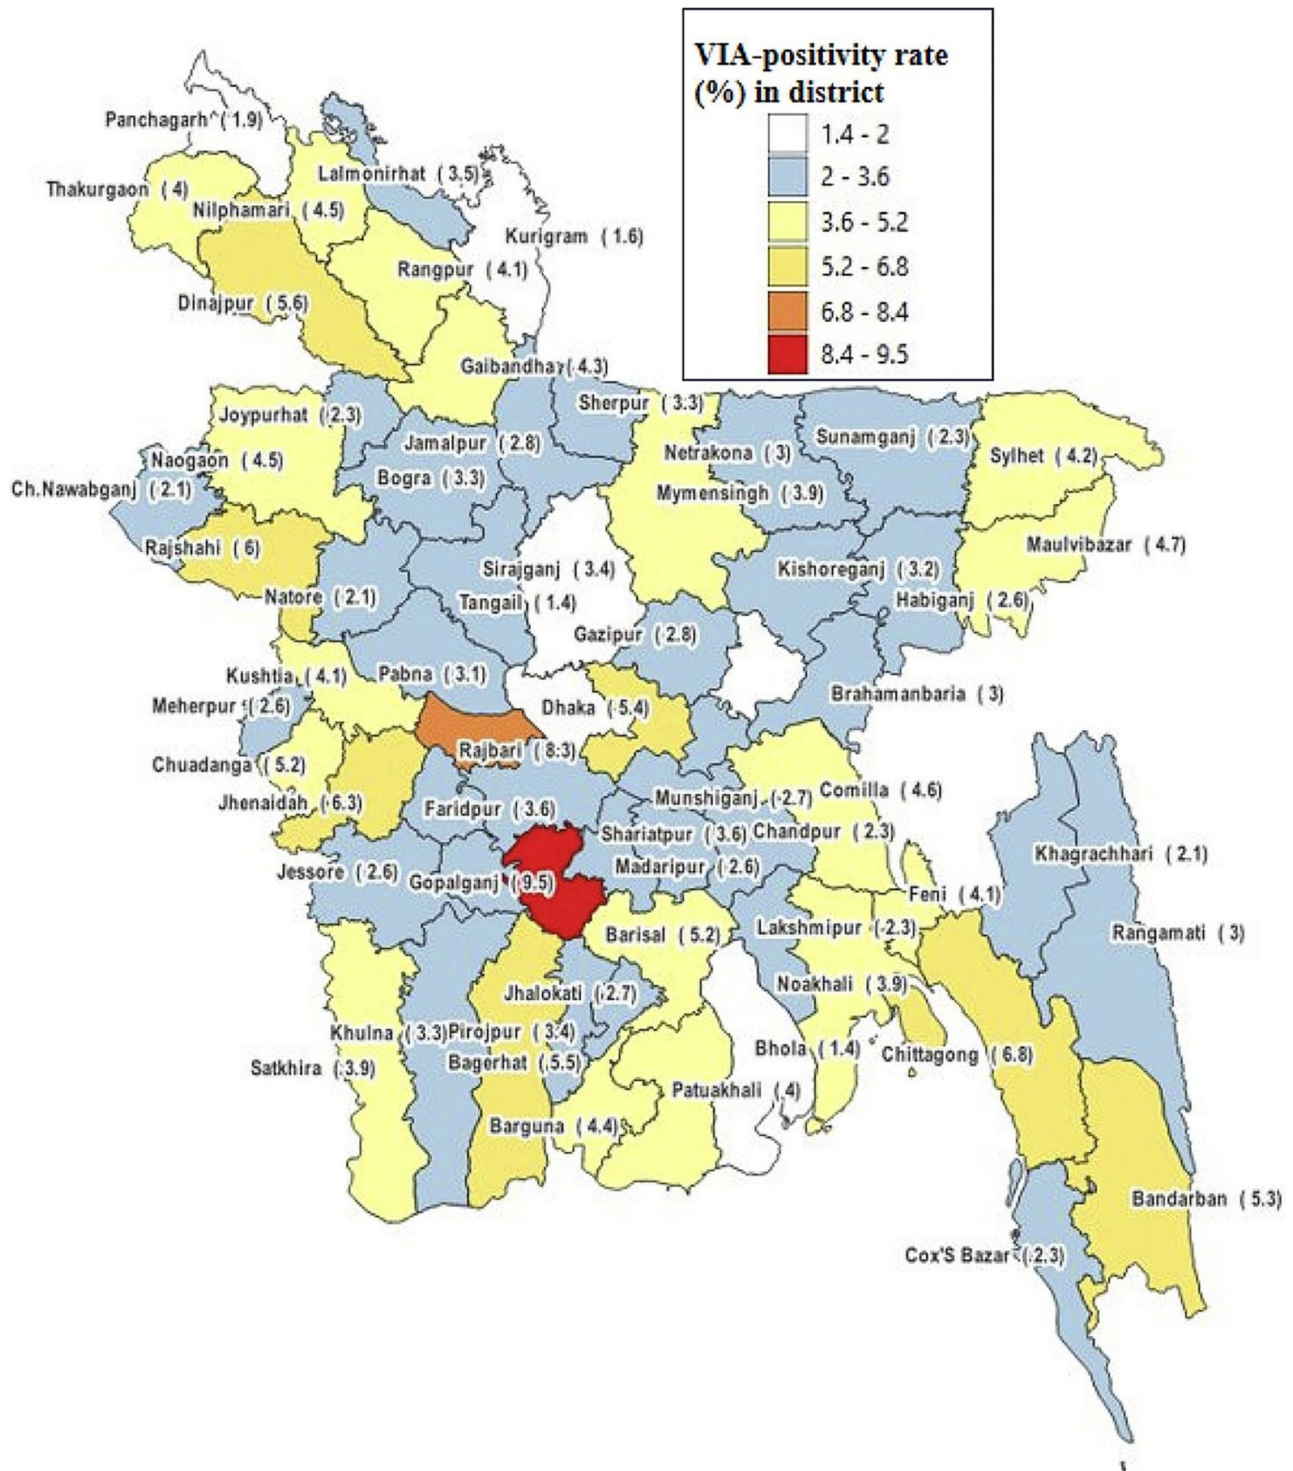 VIA-positivity rate
(%) in district
1.4 - 2
2 - 3.6
3.6 - 5.2
5.2 - 6.8
6.8 - 8.4
8.4 - 9.5
Panchagarh^( 1.9)
Lalmonirhat ( 3.5)
Thakurgaon ( 4)
Nilphamari ( 4.5)
Kurigram ( 1.6)
Rangpur ( 4.1)
Dinajpur ( 5.6)
Gaibandha ( 4.3)
Sherpur ( 3.3)
Joypurhat ( 2.3)
Jamalpur ( 2.8)
Sunamganj ( 2.3)
Netrakona ( 3)
Sylhet ( 4.2)
Naogaon ( 4.5)
Bogra ( 3.3)
Ch.Nawabganj ( 2.1)
Mymensingh ( 3.9)
Rajshahi ( 6)
Maulvibazar ( 4.7)
Sirajganj ( 3.4)
Kishoreganj ( 3.2)
Natore ( 2.1)
Tangail ( 1.4)
Habiganj ( 2.6)
Gazipur ( 2.8)
Kushtia ( 4.1)
Pabna ( 3.1)
Brahamanbaria ( 3)
Meherpur ( 2.6)
Dhaka ( 5.4)
Rajbari ( 8.3)
Chuadanga ( 5.2)
Comilla ( 4.6)
Munshiganj ( 2.7)
Jhenaidah ( 6.3)
Faridpur ( 3.6)
Shariatpur ( 3.6)
Chandpur ( 2.3)
Khagrachhari ( 2.1)
Madaripur ( 2.6)
Jessore ( 2.6)
Gopalganj ( 9.5)
Feni ( 4.1)
Lakshmipur ( 2.3)
Barisal ( 5.2)
Rangamati ( 3)
Noakhali ( 3.9)
Jhalokati ( 2.7)
Khulna ( 3.3)
Pirojpur ( 3.4)
Bhola ( 1.4)
Chittagong ( 6.8)
Bagerhat ( 5.5)
Satkhira ( 3.9)
Patuakhali ( 4)
Barguna ( 4.4)
Bandarban ( 5.3)
Cox'S Bazar ( 2.3)